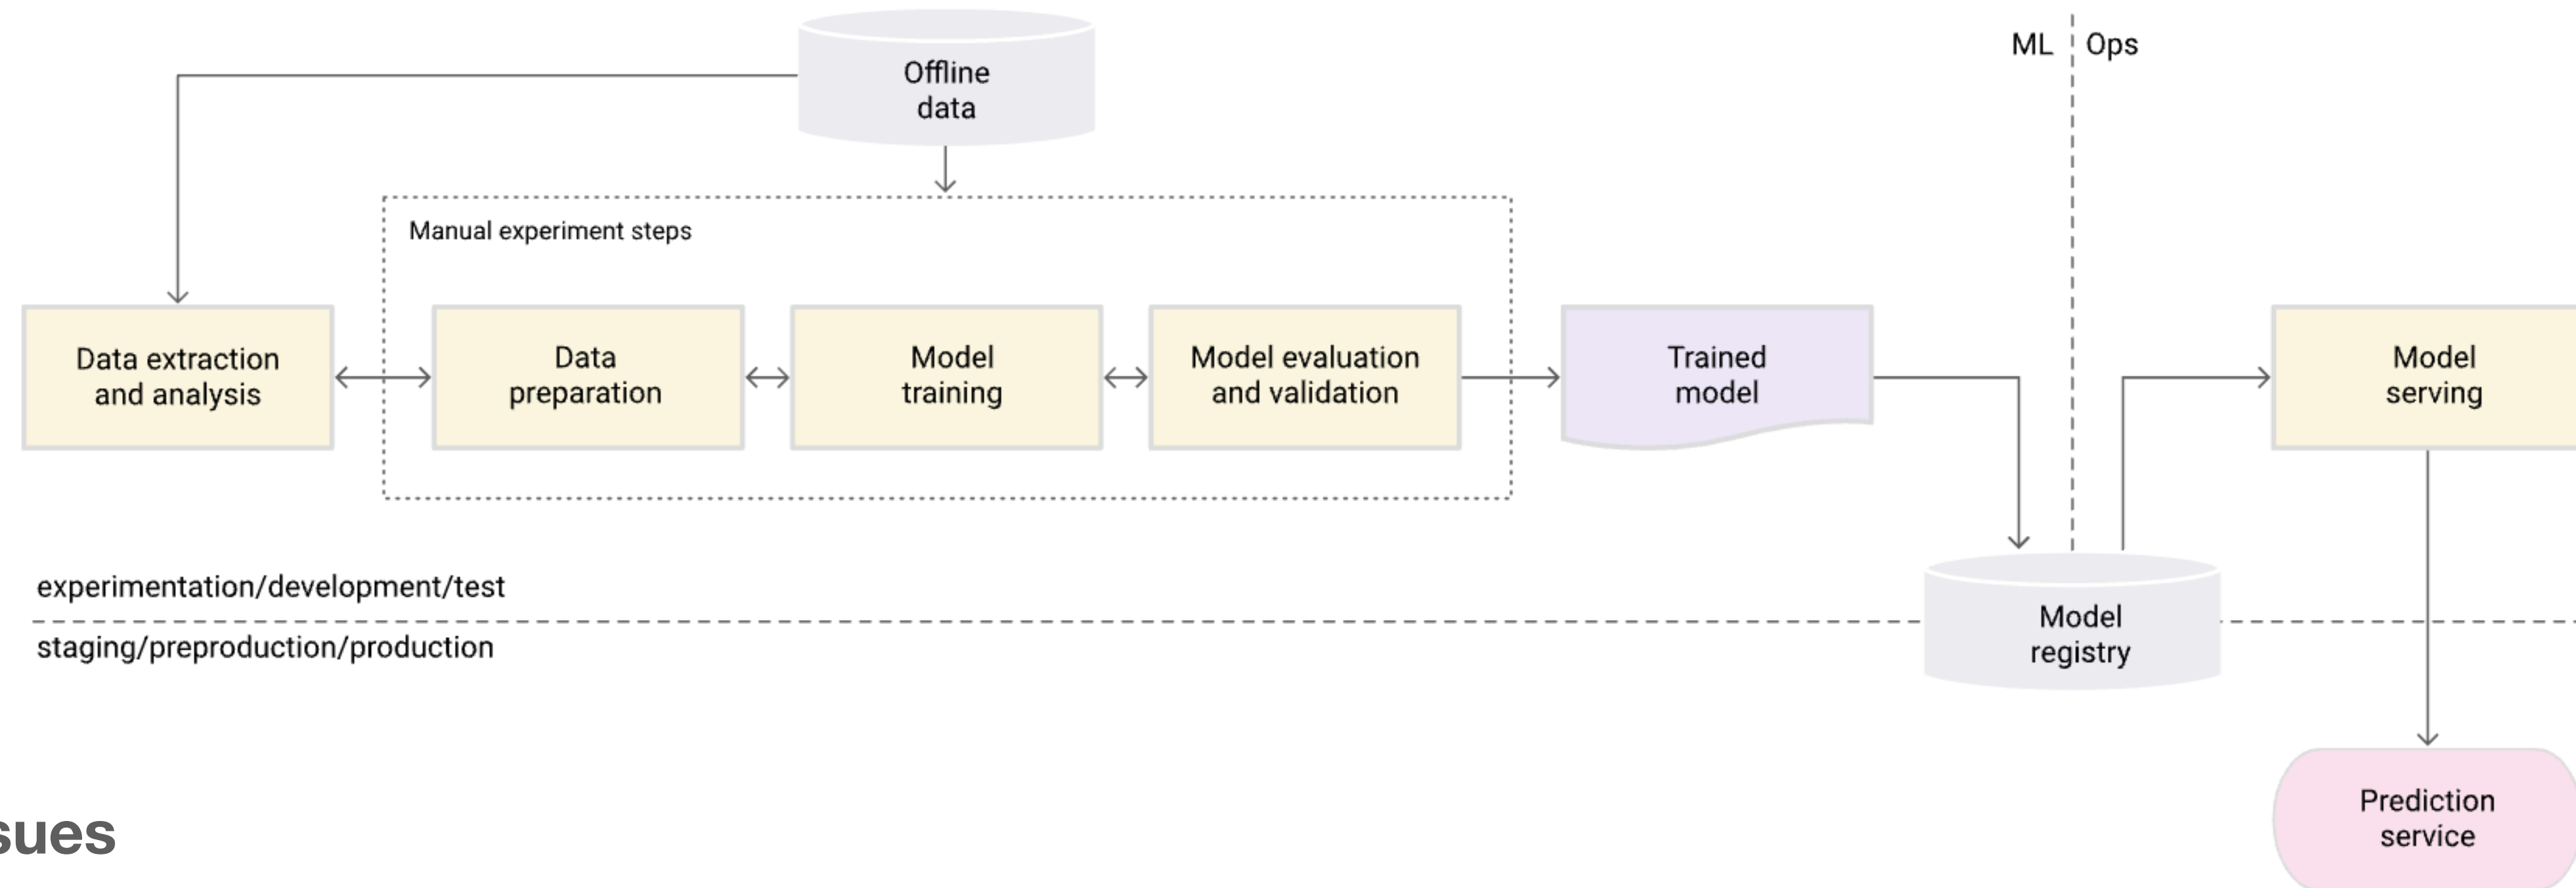 Offline
data
ML
Ops
Manual experiment steps
Data extraction
and analysis
Data
preparation
Model
training
Model evaluation
and validation
Trained
model
Model
serving
experimentation/development/test
staging/preproduction/production
Model
registry
Prediction
service
sues